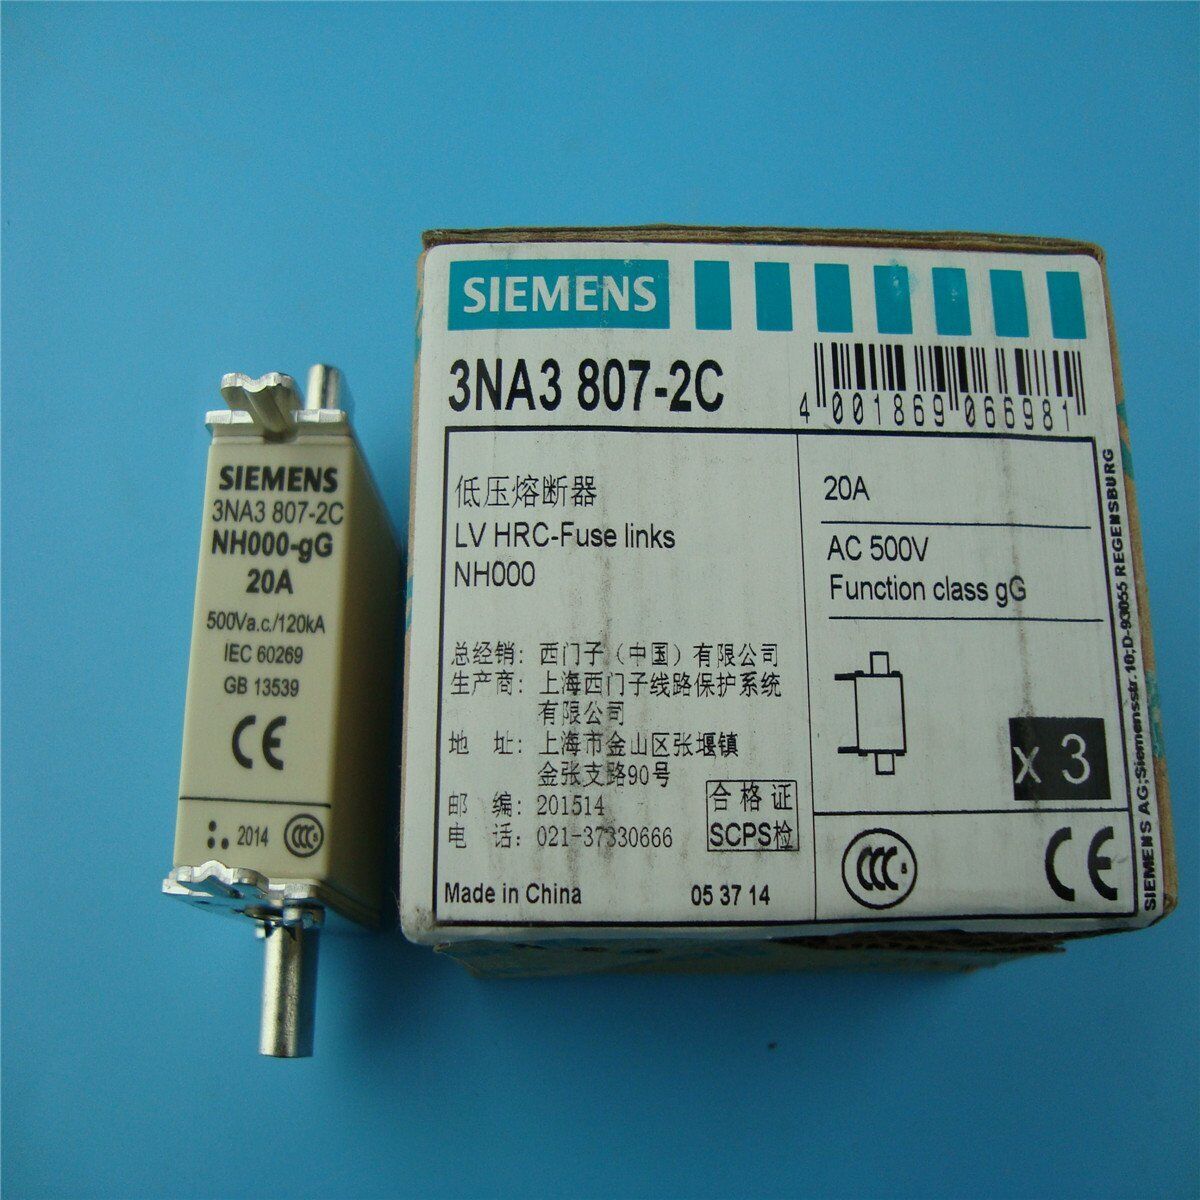 SIEMENS
3NA3 807-2C
NH000-gG
20A
500Va.c./120kA
IEC 60269
GB 13539
CE
2014
CCC
S
SIEMENS
3NA3 807-2C
4 001869 066981
低压熔断器
LV HRC-Fuse links
NH000
20A
AC 500V
Function class gG
总经销: 西门子（中国）有限公司
生产商: 上海西门子线路保护系统
有限公司
地 址: 上海市金山区张堰镇
金张支路90号
邮 编: 201514
电 话: 021-37330666
合格证
SCPS检
x 3
Made in China
05 37 14
CCC
S
CE
SIEMENS AG;Siemensstr.10;D-93055 REGENSBURG